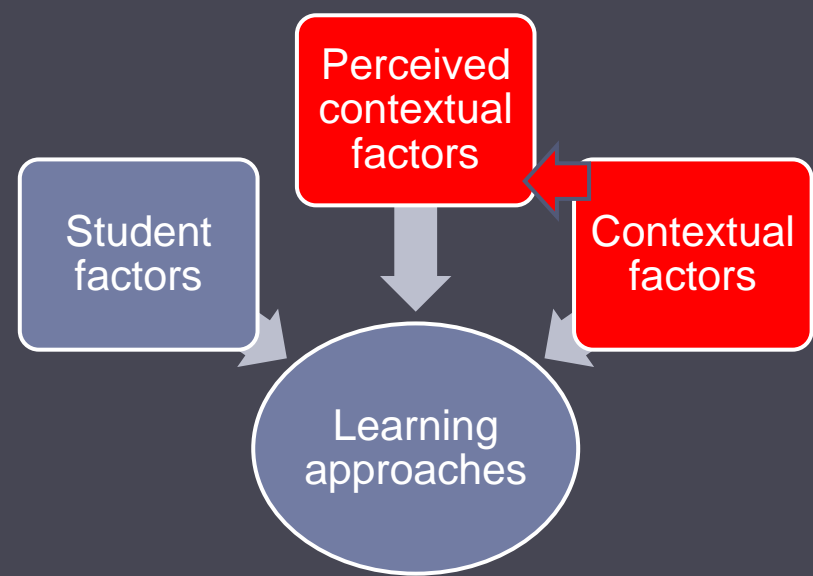 Perceived
contextual
factors
Student
factors
Contextual
factors
Learning
approaches